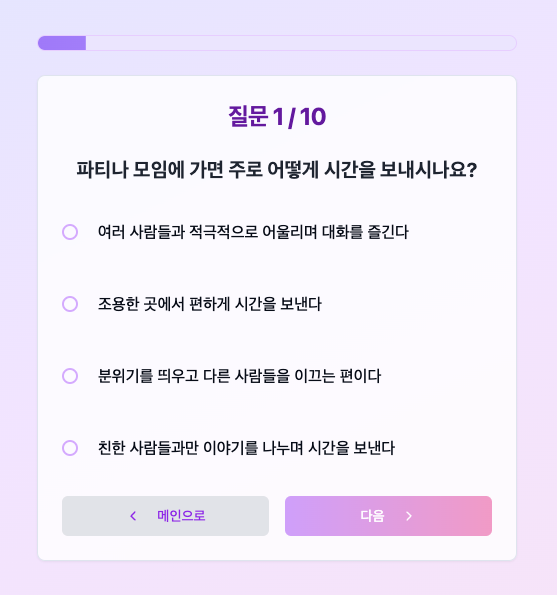 질문 1 / 10
파티나 모임에 가면 주로 어떻게 시간을 보내시나요?
여러 사람들과 적극적으로 어울리며 대화를 즐긴다
조용한 곳에서 편하게 시간을 보낸다
분위기를 띄우고 다른 사람들을 이끄는 편이다
친한 사람들과만 이야기를 나누며 시간을 보낸다
메인으로
다음